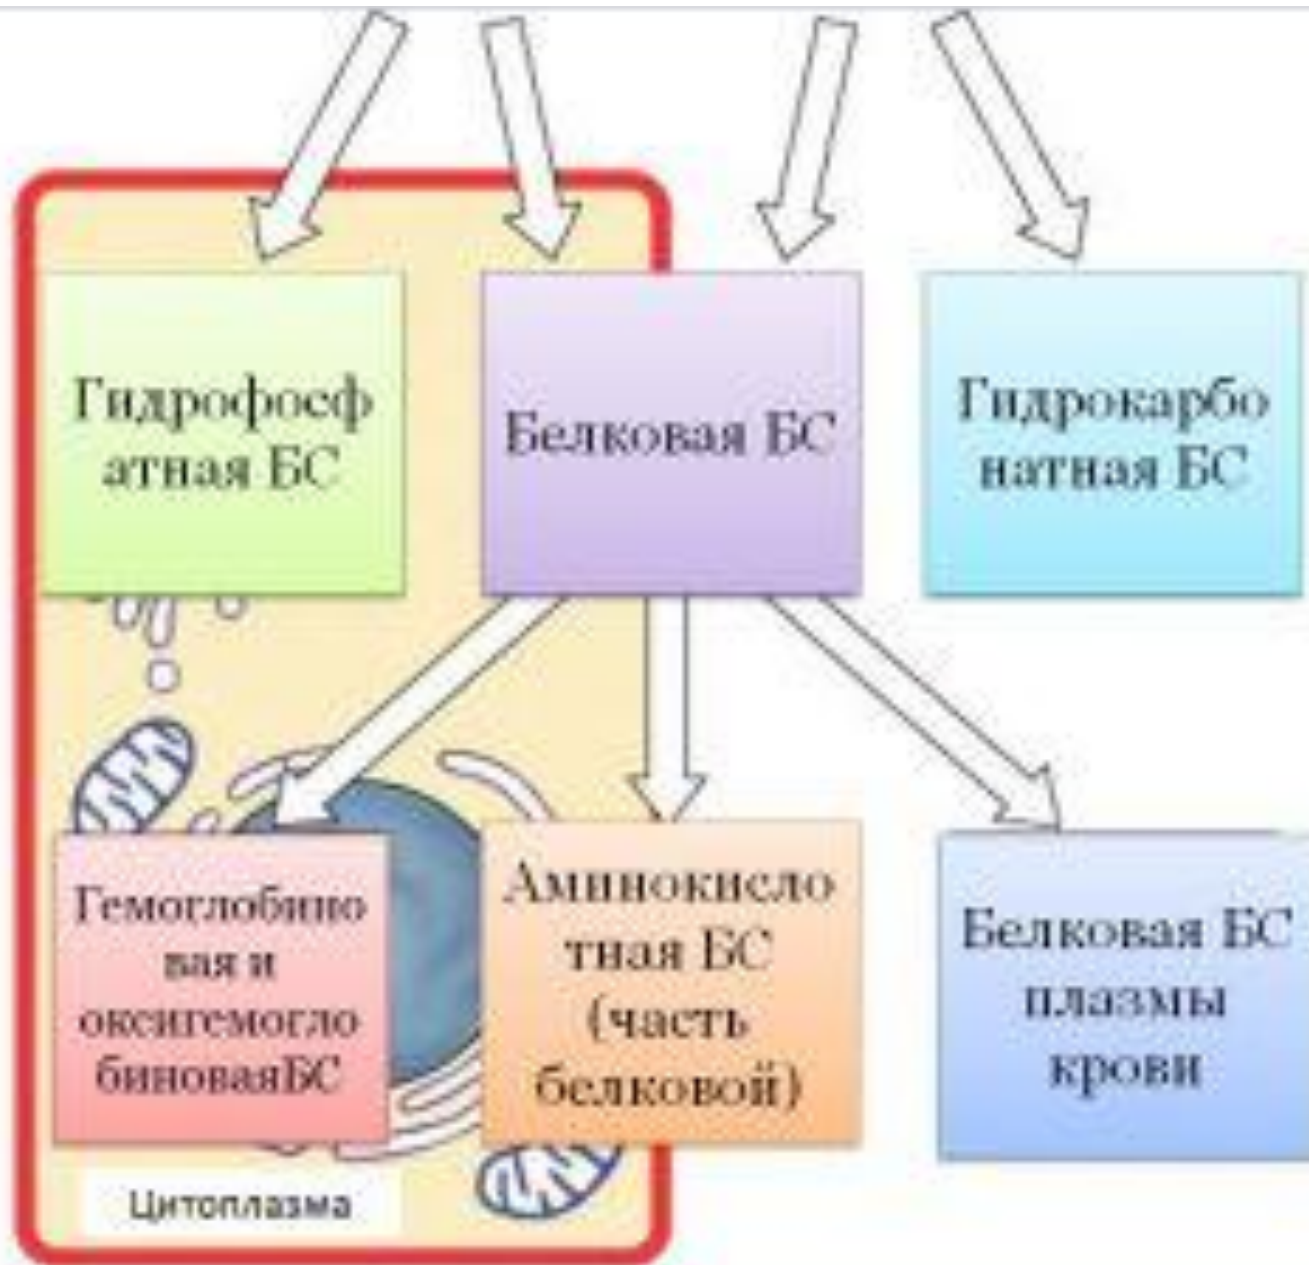 Гидрофосф
атная БС
Белковая БС
Гидрокарбо
натная БС
Гемоглобино
вая и
оксигемогло
биноваяБС
Аминокисло
тная БС
(часть
белковой)
Белковая БС
плазмы
крови
Цитоплазма